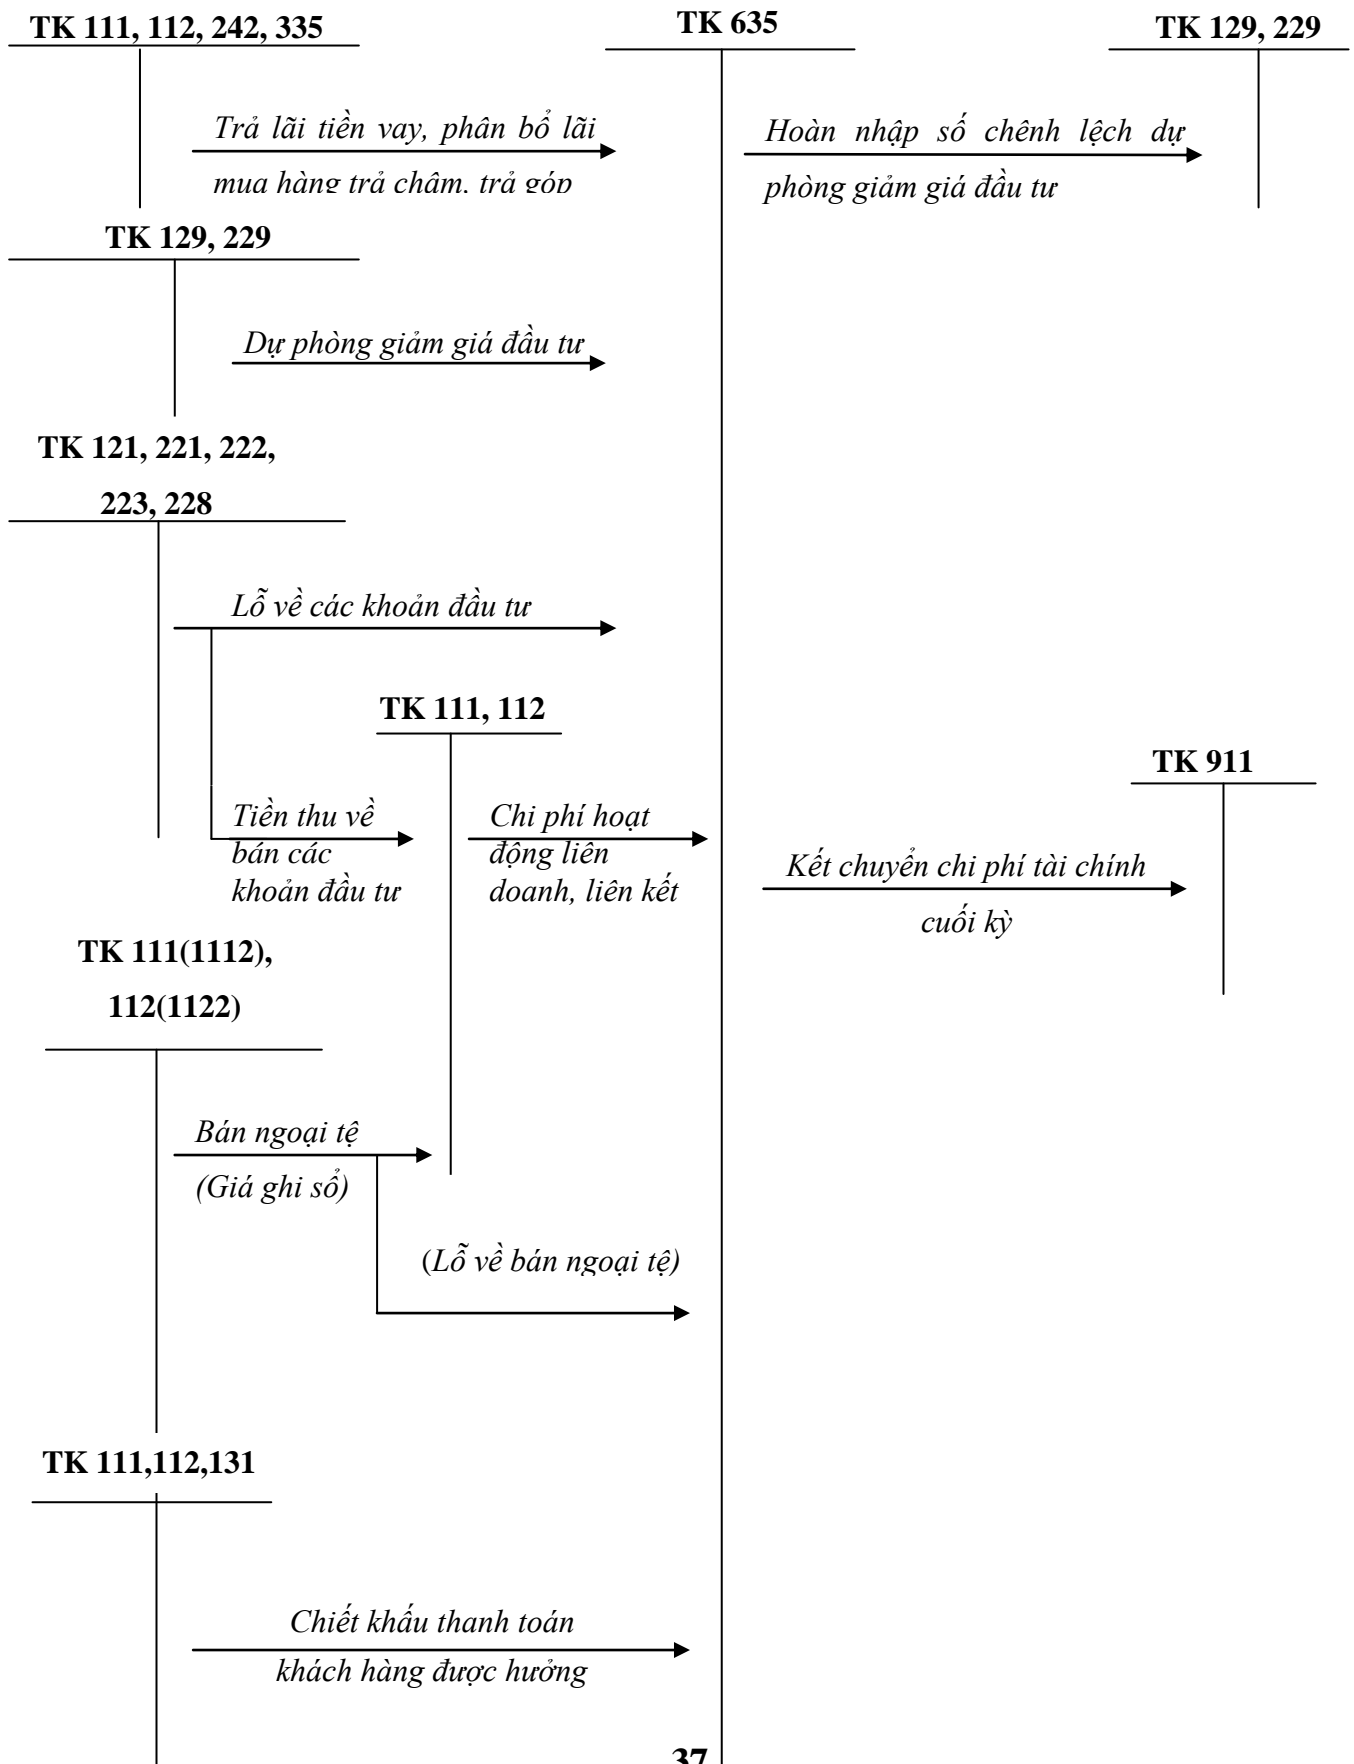 TK 111, 112, 242, 335
TK 635
TK 129, 229
Trả lãi tiền vay, phân bổ lãi
mua hàng trả chậm, trả góp
Hoàn nhập số chênh lệch dự
phòng giảm giá đầu tư
TK 129, 229
Dự phòng giảm giá đầu tư
TK 121, 221, 222,
223, 228
Lỗ về các khoản đầu tư
TK 111, 112
TK 911
Tiền thu về
bán các
khoản đầu tư
Chi phí hoạt
động liên
doanh, liên kết
Kết chuyển chi phí tài chính
cuối kỳ
TK 111(1112),
112(1122)
Bán ngoại tệ
(Giá ghi sổ)
(Lỗ về bán ngoại tệ)
TK 111,112,131
Chiết khấu thanh toán
khách hàng được hưởng
37